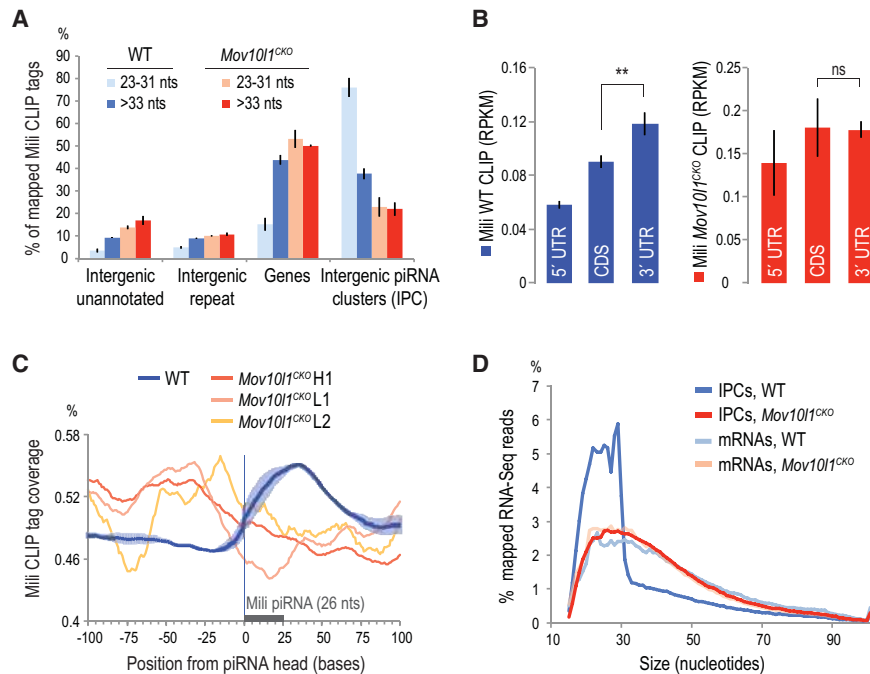 A
%
WT
Mov10l1CKO
23-31 nts
23-31 nts
>33 nts
>33 nts
% of mapped Mili CLIP tags
90
80
70
60
50
40
30
20
10
0
Intergenic unannotated
Intergenic repeat
Genes
Intergenic piRNA clusters (IPC)
B
Mili WT CLIP (RPKM)
0.16
0.12
0.08
0.04
0
**
5´ UTR
CDS
3´ UTR
Mili Mov10l1CKO CLIP (RPKM)
0.25
0.2
0.15
0.1
0.05
0
ns
5´ UTR
CDS
3´ UTR
C
WT
Mov10l1CKO H1
Mov10l1CKO L1
Mov10l1CKO L2
%
Mili CLIP tag coverage
0.58
0.52
0.46
0.4
Mili piRNA (26 nts)
-100 -75 -50 -25 0 25 50 75 100
Position from piRNA head (bases)
D
%
IPCs, WT
IPCs, Mov10l1CKO
mRNAs, WT
mRNAs, Mov10l1CKO
% mapped RNA-Seq reads
7
6
5
4
3
2
1
0
10 30 50 70 90
Size (nucleotides)